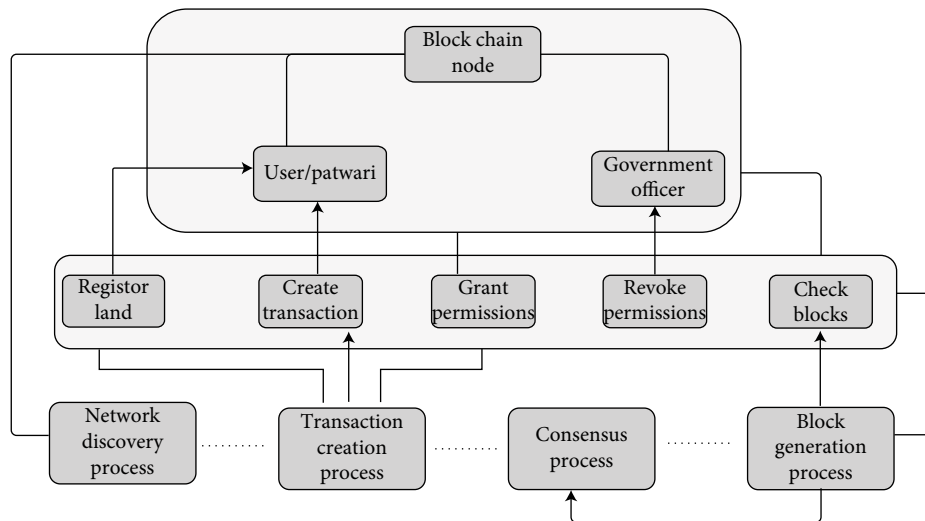 Block chain
node
User/patwari
Government
officer
Registor
land
Create
transaction
Grant
permissions
Revoke
permissions
Check
blocks
Network
discovery
process
Transaction
creation
process
Consensus
process
Block
generation
process